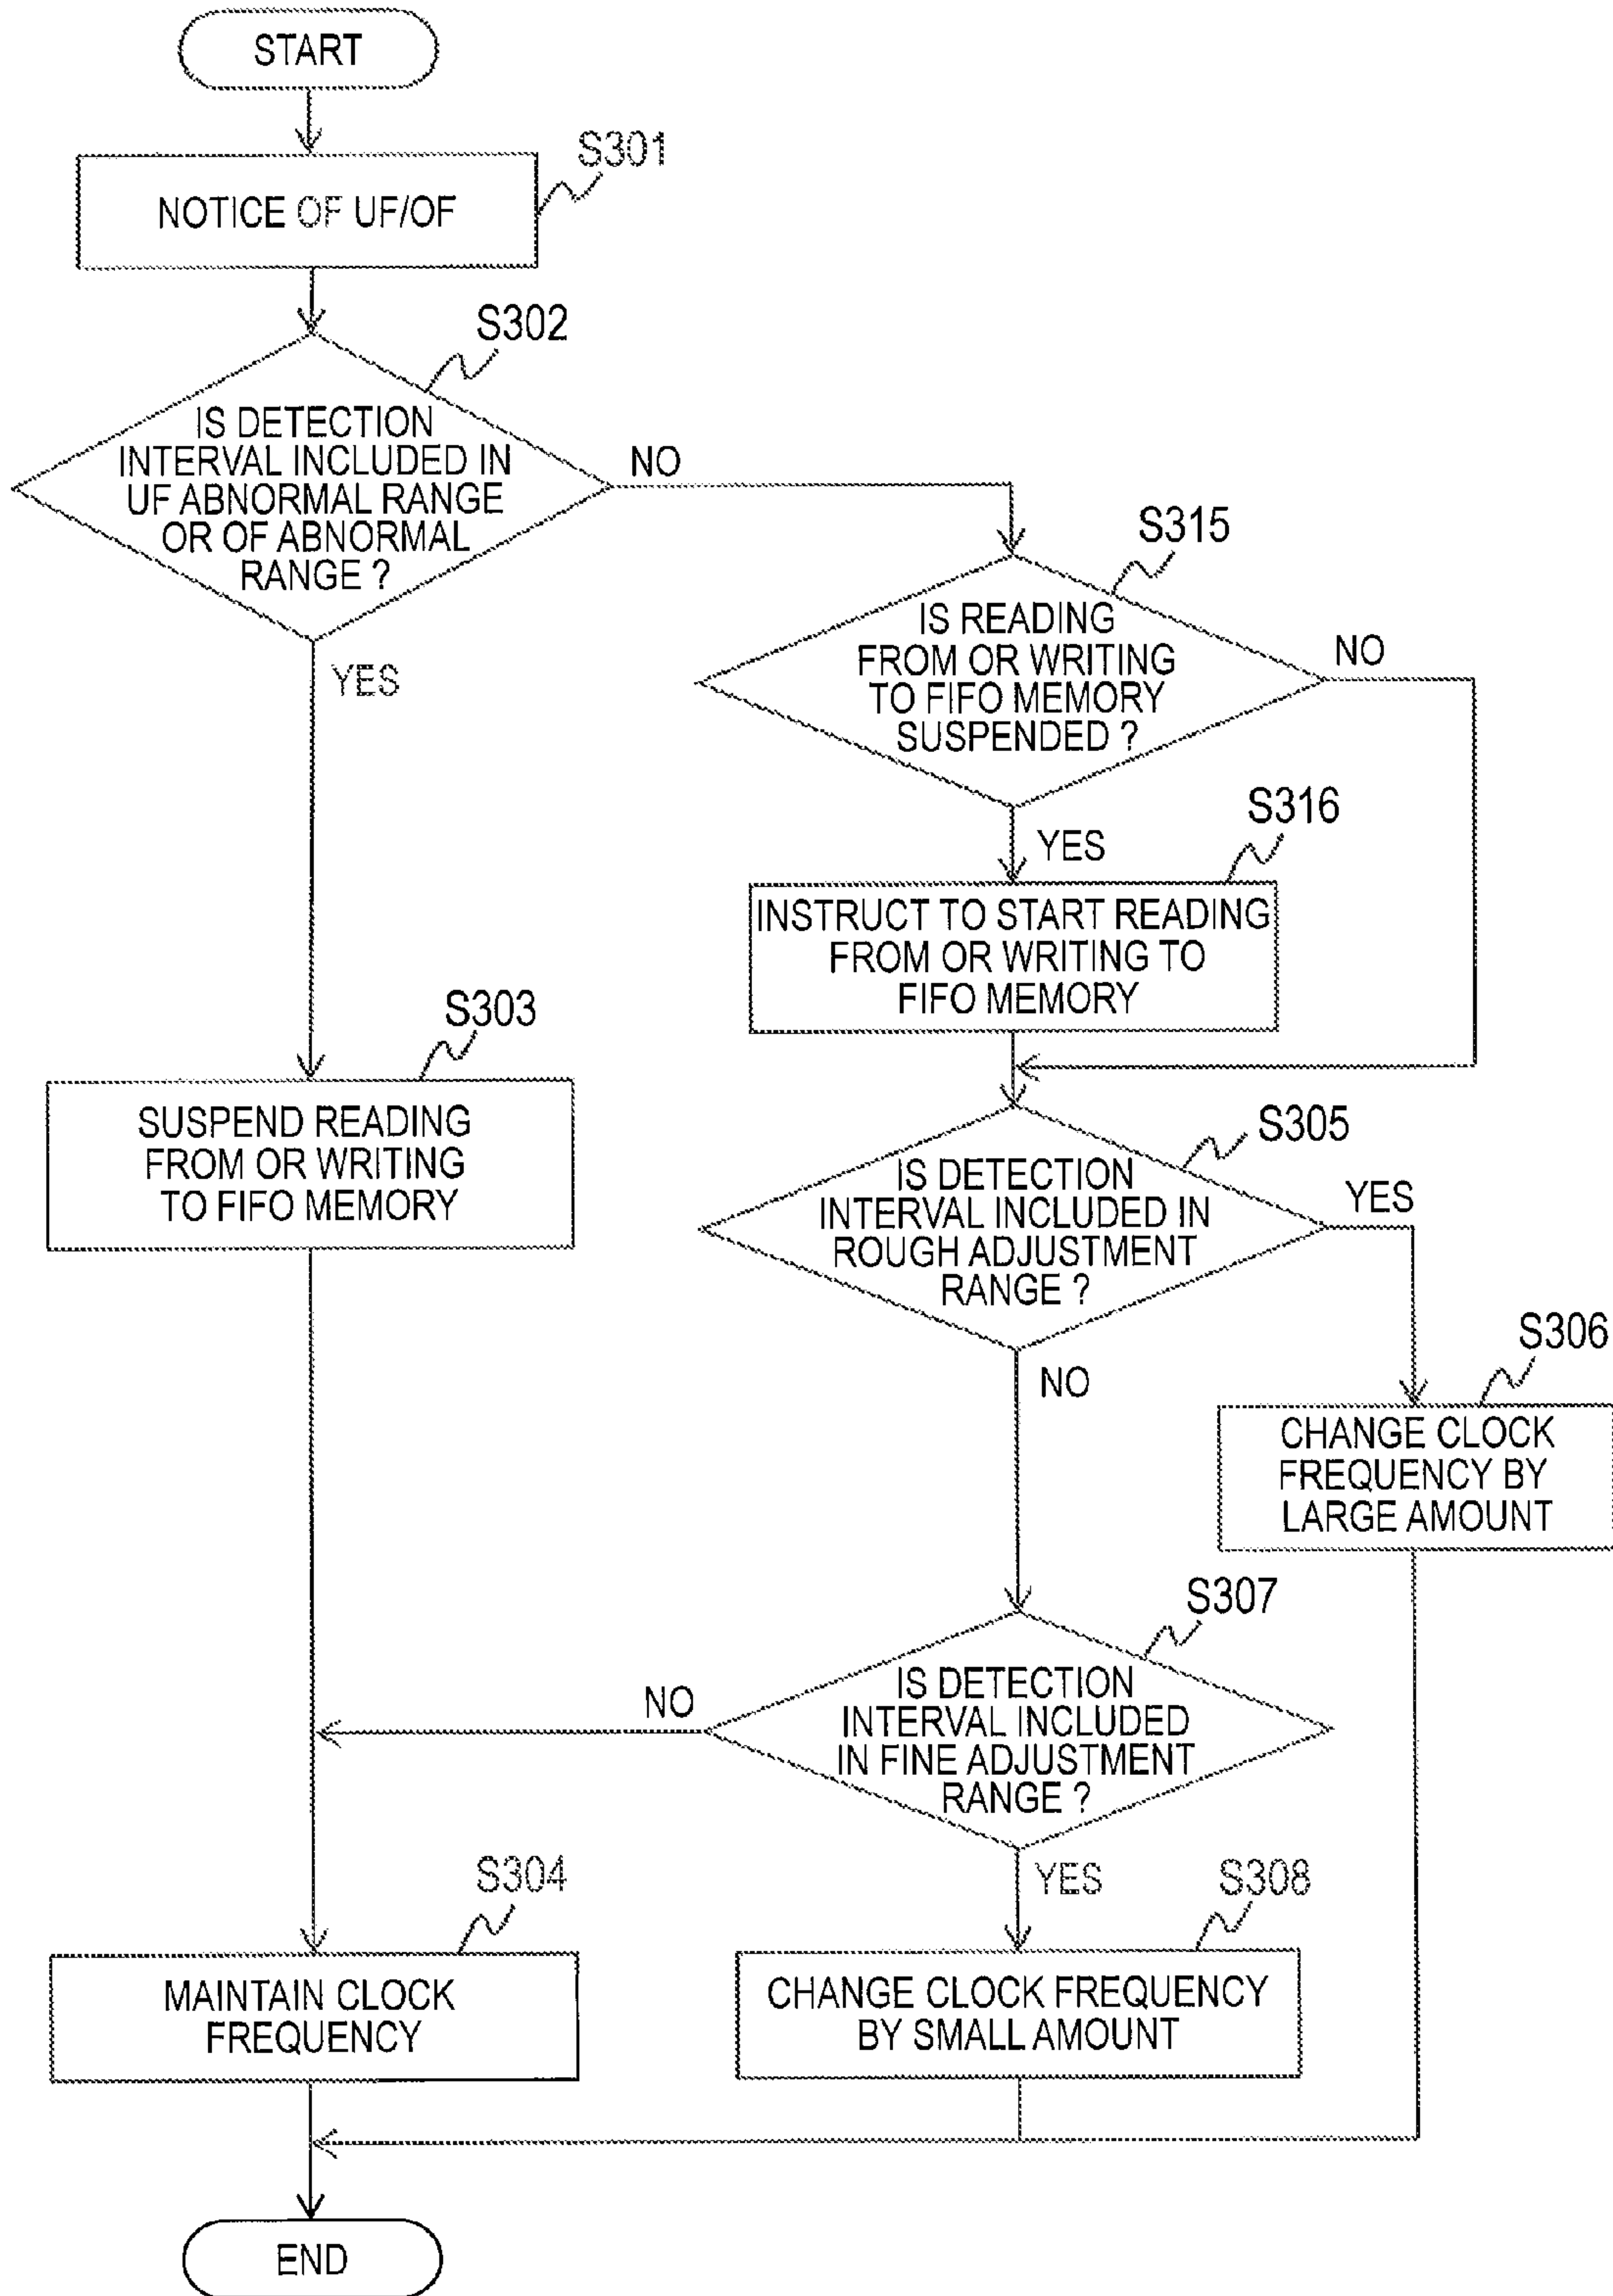 START
S301
NOTICE OF UF/OF
S302
IS DETECTION
INTERVAL INCLUDED IN
UF ABNORMAL RANGE
OR OF ABNORMAL
RANGE ?
NO
YES
S315
IS READING
FROM OR WRITING
TO FIFO MEMORY
SUSPENDED ?
NO
YES
S316
INSTRUCT TO START READING
FROM OR WRITING TO
FIFO MEMORY
S303
SUSPEND READING
FROM OR WRITING
TO FIFO MEMORY
S305
IS DETECTION
INTERVAL INCLUDED IN
ROUGH ADJUSTMENT
RANGE ?
YES
NO
S306
CHANGE CLOCK
FREQUENCY BY
LARGE AMOUNT
S307
IS DETECTION
INTERVAL INCLUDED
IN FINE ADJUSTMENT
RANGE ?
NO
YES
S304
MAINTAIN CLOCK
FREQUENCY
S308
CHANGE CLOCK FREQUENCY
BY SMALL AMOUNT
END